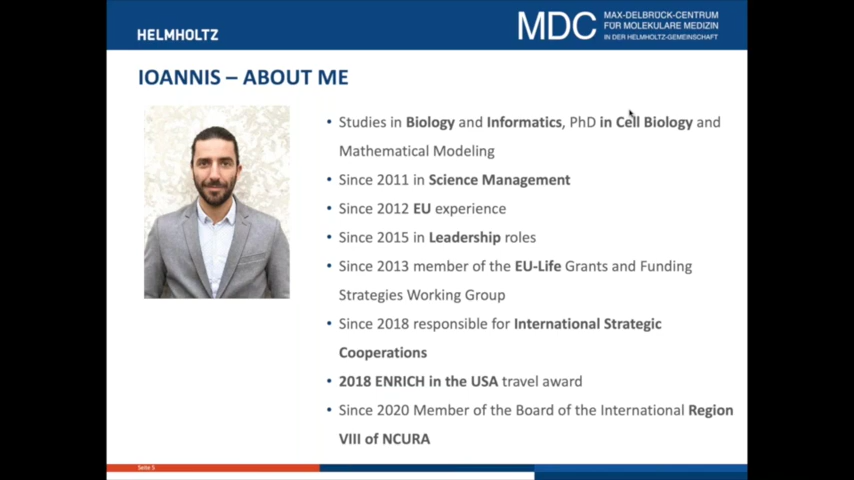 HELMHOLTZ
MDC
MAX-DELBRÜCK-CENTRUM
FÜR MOLEKULARE MEDIZIN
IN DER HELMHOLTZ-GEMEINSCHAFT
IOANNIS – ABOUT ME
• Studies in Biology and Informatics, PhD in Cell Biology and
Mathematical Modeling
• Since 2011 in Science Management
• Since 2012 EU experience
• Since 2015 in Leadership roles
• Since 2013 member of the EU-Life Grants and Funding
Strategies Working Group
• Since 2018 responsible for International Strategic
Cooperations
• 2018 ENRICH in the USA travel award
• Since 2020 Member of the Board of the International Region
VIII of NCURA
Seite 5